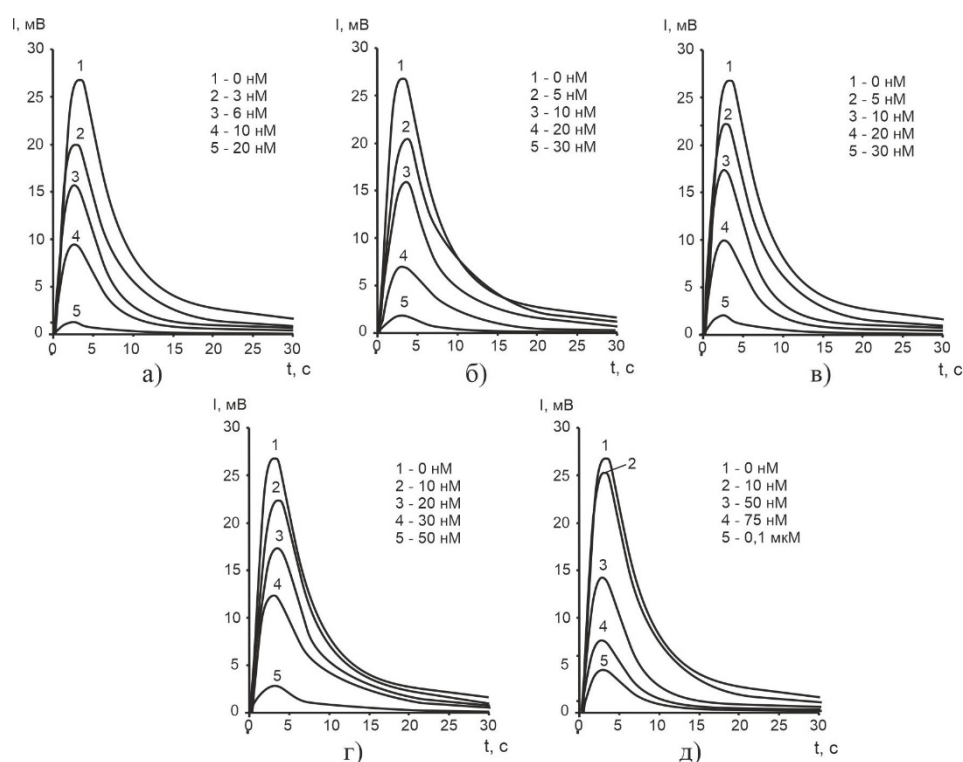 I, мВ
30
25
20
15
10
5
0
0 5 10 15 20 25 30
t, с
1
2
3
4
5
1 - 0 нМ
2 - 3 нМ
3 - 6 нМ
4 - 10 нМ
5 - 20 нМ
а)
I, мВ
30
25
20
15
10
5
0
0 5 10 15 20 25 30
t, с
1
2
3
4
5
1 - 0 нМ
2 - 5 нМ
3 - 10 нМ
4 - 20 нМ
5 - 30 нМ
б)
I, мВ
30
25
20
15
10
5
0
0 5 10 15 20 25 30
t, с
1
2
3
4
5
1 - 0 нМ
2 - 5 нМ
3 - 10 нМ
4 - 20 нМ
5 - 30 нМ
в)
I, мВ
30
25
20
15
10
5
0
0 5 10 15 20 25 30
t, с
1
2
3
4
5
1 - 0 нМ
2 - 10 нМ
3 - 20 нМ
4 - 30 нМ
5 - 50 нМ
г)
I, мВ
30
25
20
15
10
5
0
0 5 10 15 20 25 30
t, с
1
2
3
4
5
1 - 0 нМ
2 - 10 нМ
3 - 50 нМ
4 - 75 нМ
5 - 0,1 мкМ
д)